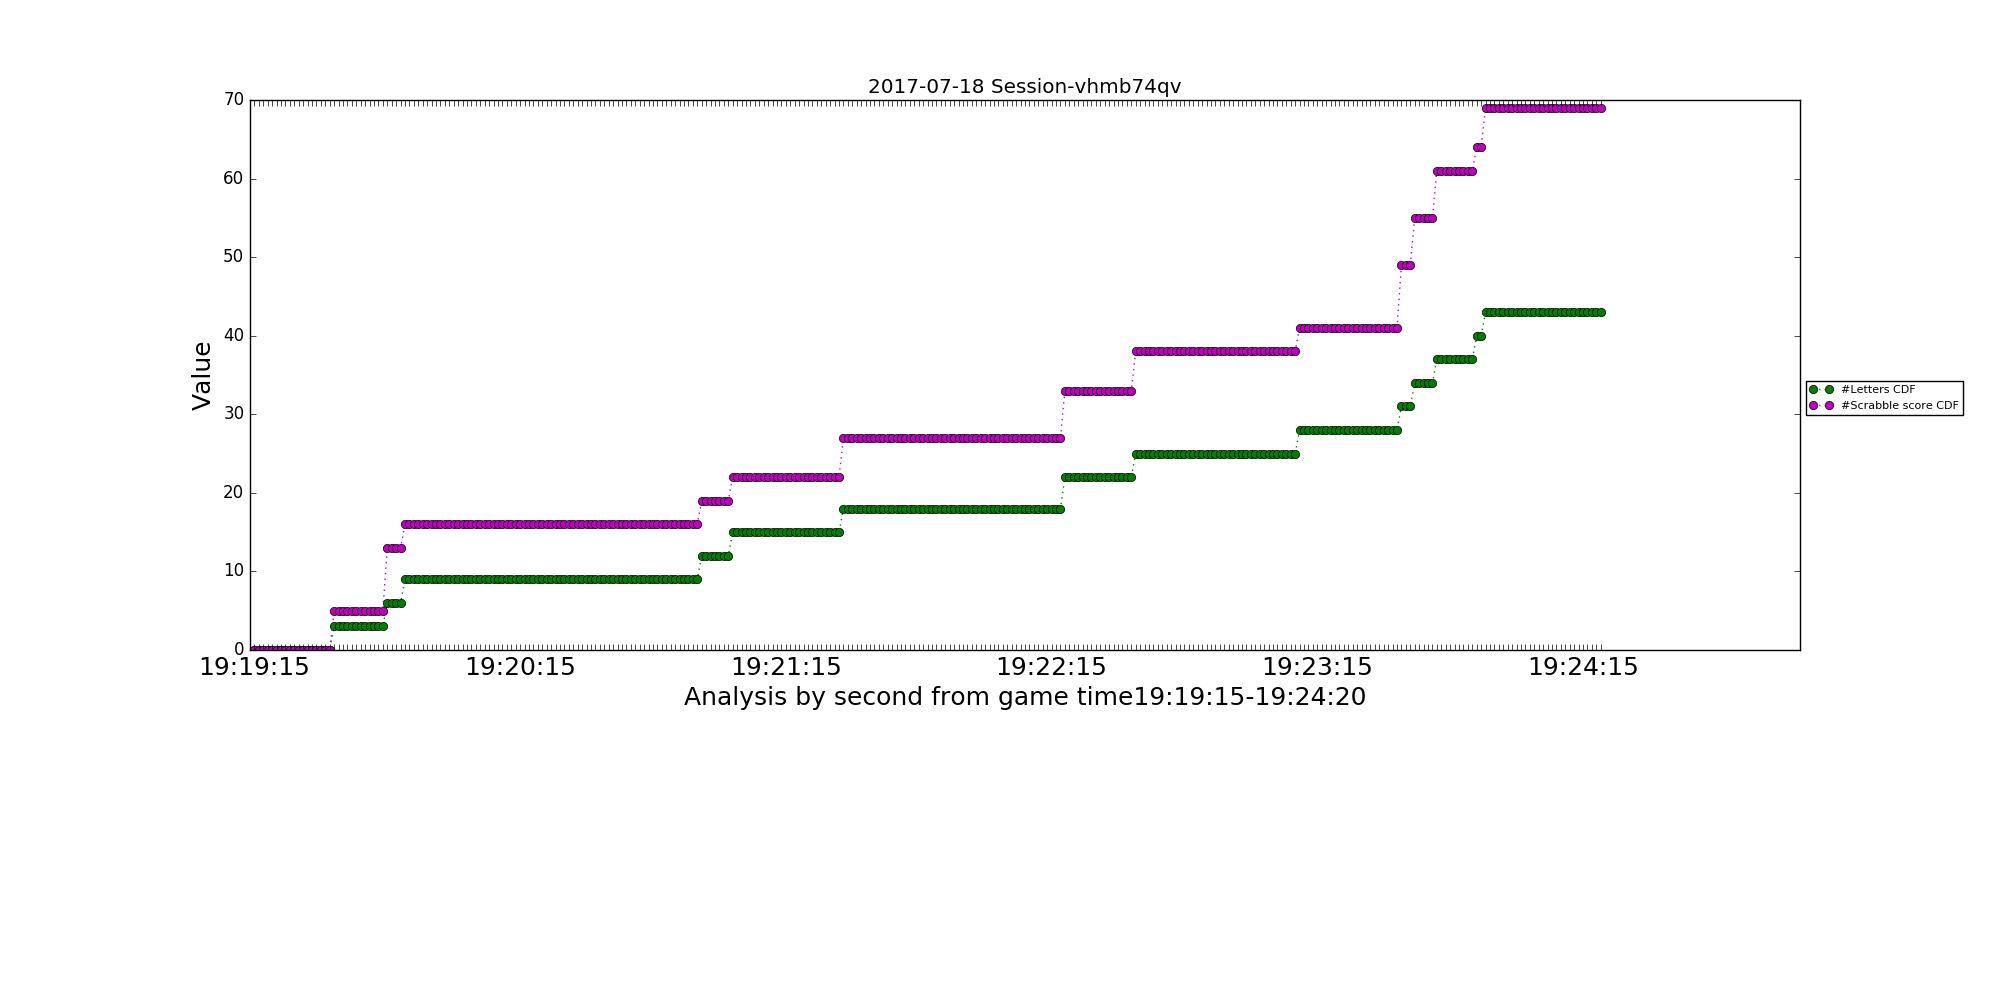 2017-07-18 Session-vhmb74qv
70
60
50
40
30
20
10
0
Value
19:19:15 19:20:15 19:21:15 19:22:15 19:23:15 19:24:15
Analysis by second from game time19:19:15-19:24:20
#Letters CDF
#Scrabble score CDF